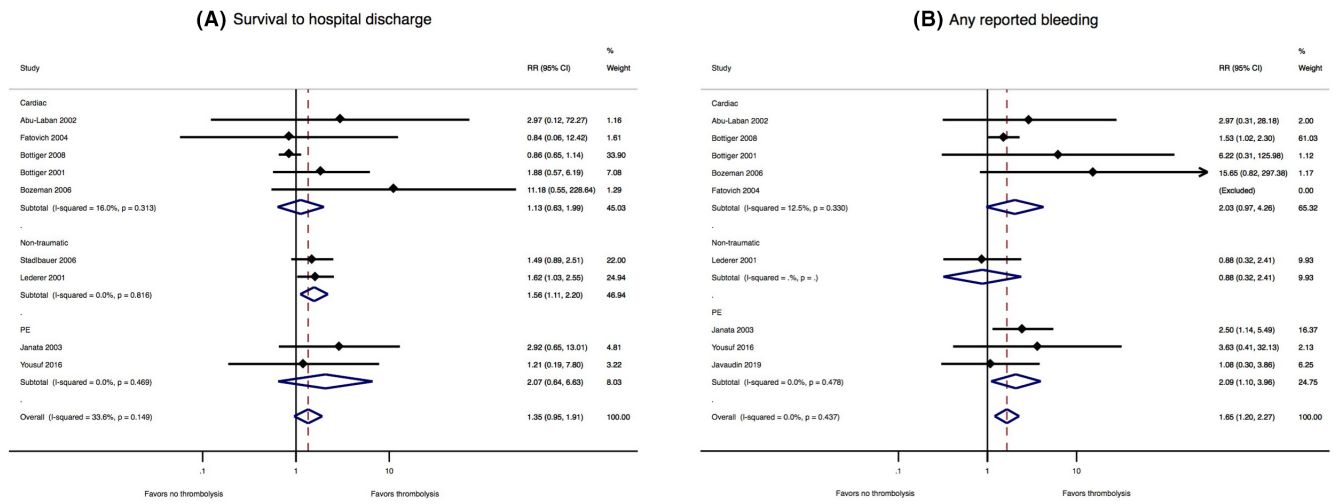 (A) Survival to hospital discharge
%
Study RR (95% CI) Weight
Cardiac
Abu-Laban 2002 2.97 (0.12, 72.27) 1.16
Fatovich 2004 0.84 (0.06, 12.42) 1.61
Bottiger 2008 0.86 (0.65, 1.14) 33.90
Bottiger 2001 1.88 (0.57, 6.19) 7.08
Bozeman 2006 11.18 (0.55, 228.64) 1.29
Subtotal (I-squared = 16.0%, p = 0.313) 1.13 (0.63, 1.99) 45.03
.
Non-traumatic
Stadlbauer 2006 1.49 (0.89, 2.51) 22.00
Lederer 2001 1.62 (1.03, 2.55) 24.94
Subtotal (I-squared = 0.0%, p = 0.816) 1.56 (1.11, 2.20) 46.94
.
PE
Janata 2003 2.92 (0.65, 13.01) 4.81
Yousuf 2016 1.21 (0.19, 7.80) 3.22
Subtotal (I-squared = 0.0%, p = 0.469) 2.07 (0.64, 6.63) 8.03
.
Overall (I-squared = 33.6%, p = 0.149) 1.35 (0.95, 1.91) 100.00
.1 1 10
Favors no thrombolysis Favors thrombolysis
(B) Any reported bleeding
%
Study RR (95% CI) Weight
Cardiac
Abu-Laban 2002 2.97 (0.31, 28.18) 2.00
Bottiger 2008 1.53 (1.02, 2.30) 61.03
Bottiger 2001 6.22 (0.31, 125.98) 1.12
Bozeman 2006 15.65 (0.82, 297.38) 1.17
Fatovich 2004 (Excluded) 0.00
Subtotal (I-squared = 12.5%, p = 0.330) 2.03 (0.97, 4.26) 65.32
.
Non-traumatic
Lederer 2001 0.88 (0.32, 2.41) 9.93
Subtotal (I-squared = .%, p = .) 0.88 (0.32, 2.41) 9.93
.
PE
Janata 2003 2.50 (1.14, 5.49) 16.37
Yousuf 2016 3.63 (0.41, 32.13) 2.13
Javaudin 2019 1.08 (0.30, 3.86) 6.25
Subtotal (I-squared = 0.0%, p = 0.478) 2.09 (1.10, 3.96) 24.75
.
Overall (I-squared = 0.0%, p = 0.437) 1.65 (1.20, 2.27) 100.00
.1 1 10
Favors no thrombolysis Favors thrombolysis